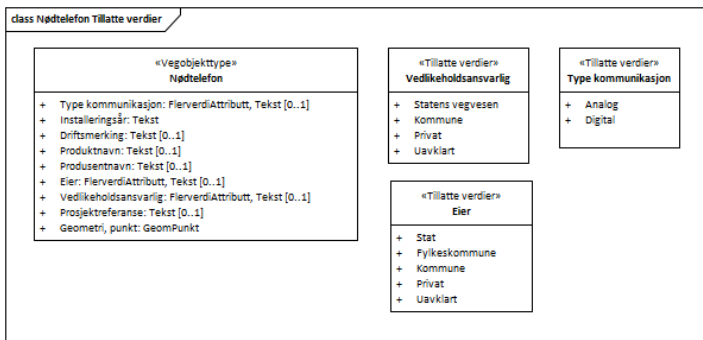 class Nødtelefon Tillatte verdier
«Vegobjekttype»
Nødtelefon
+ Type kommunikasjon: FlerverdiAttributt, Tekst [0..1]
+ Installeringsår: Tekst
+ Driftsmerking: Tekst [0..1]
+ Produktnavn: Tekst [0..1]
+ Produsentnavn: Tekst [0..1]
+ Eier: FlerverdiAttributt, Tekst [0..1]
+ Vedlikeholdsansvarlig: FlerverdiAttributt, Tekst [0..1]
+ Prosjektreferanse: Tekst [0..1]
+ Geometri, punkt: GeomPunkt
«Tillatte verdier»
Vedlikeholdsansvarlig
+ Statens vegvesen
+ Kommune
+ Privat
+ Uavklart
«Tillatte verdier»
Type kommunikasjon
+ Analog
+ Digital
«Tillatte verdier»
Eier
+ Stat
+ Fylkeskommune
+ Kommune
+ Privat
+ Uavklart